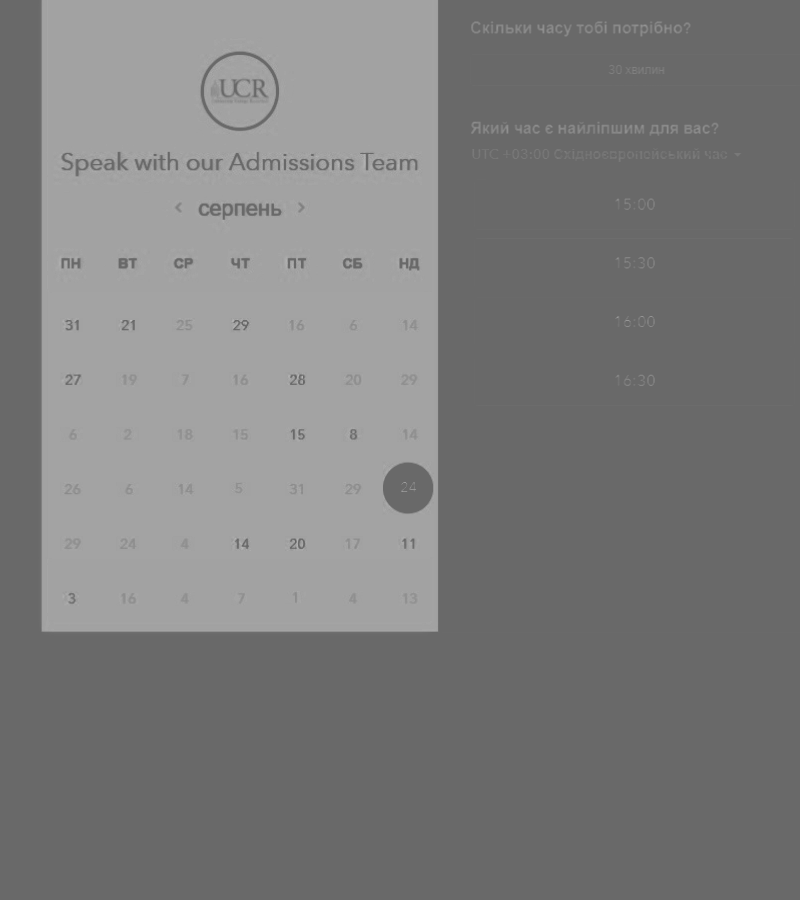 UCR
Speak with our Admissions Team
серпень
ПН ВТ СР ЧТ ПТ СБ НД
31 21 25 29 16 6 14
27 19 7 16 28 20 29
6 2 18 15 15 8 14
26 6 14 5 31 29 24
29 24 4 14 20 17 11
3 16 4 7 1 4 13
Скільки часу тобі потрібно?
30 хвилин
Який час є найліпшим для вас?
UTC +03:00 Східноєвропейський час
15:00
15:30
16:00
16:30